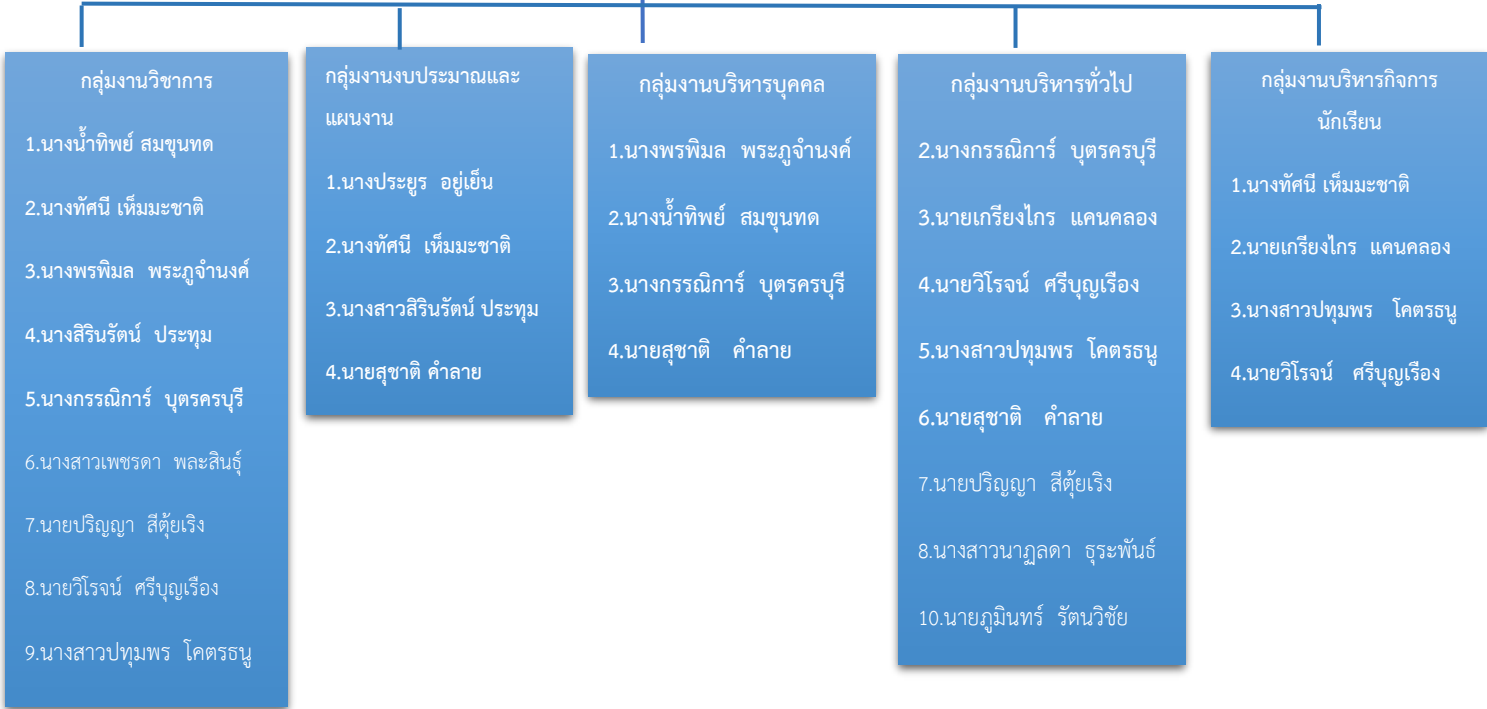 กลุ่มงานวิชาการ
1.นางน้ำทิพย์ สมขุนทด
2.นางทัศนี เห็มมะชาติ
3.นางพรพิมล พระภูจำนงค์
4.นางสิรินรัตน์ ประทุม
5.นางกรรณิการ์ บุตรครบุรี
6.นางสาวเพชรดา พละสินธุ์
7.นายปริญญา สีตุ้ยเริง
8.นายวิโรจน์ ศรีบุญเรือง
9.นางสาวปทุมพร โคตรธนู
กลุ่มงานงบประมาณและ
แผนงาน
1.นางประยูร อยู่เย็น
2.นางทัศนี เห็มมะชาติ
3.นางสาวสิรินรัตน์ ประทุม
4.นายสุชาติ คำลาย
กลุ่มงานบริหารบุคคล
1.นางพรพิมล พระภูจำนงค์
2.นางน้ำทิพย์ สมขุนทด
3.นางกรรณิการ์ บุตรครบุรี
4.นายสุชาติ คำลาย
กลุ่มงานบริหารทั่วไป
2.นางกรรณิการ์ บุตรครบุรี
3.นายเกรียงไกร แคนคลอง
4.นายวิโรจน์ ศรีบุญเรือง
5.นางสาวปทุมพร โคตรธนู
6.นายสุชาติ คำลาย
7.นายปริญญา สีตุ้ยเริง
8.นางสาวนาฏลดา ธุระพันธ์
10.นายภูมินทร์ รัตนวิชัย
กลุ่มงานบริหารกิจการ
นักเรียน
1.นางทัศนี เห็มมะชาติ
2.นายเกรียงไกร แคนคลอง
3.นางสาวปทุมพร โคตรธนู
4.นายวิโรจน์ ศรีบุญเรือง